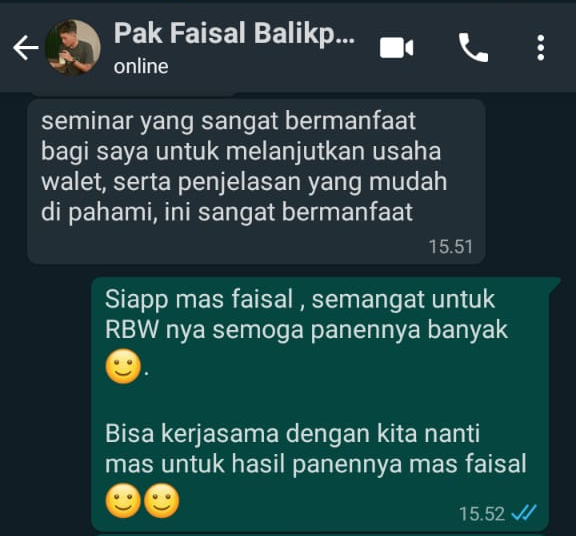 Pak Faisal Balikp...
online
seminar yang sangat bermanfaat
bagi saya untuk melanjutkan usaha
walet, serta penjelasan yang mudah
di pahami, ini sangat bermanfaat
15.51
Siapp mas faisal , semangat untuk
RBW nya semoga panennya banyak
🙂.
Bisa kerjasama dengan kita nanti
mas untuk hasil panennya mas faisal
🙂🙂
15.52